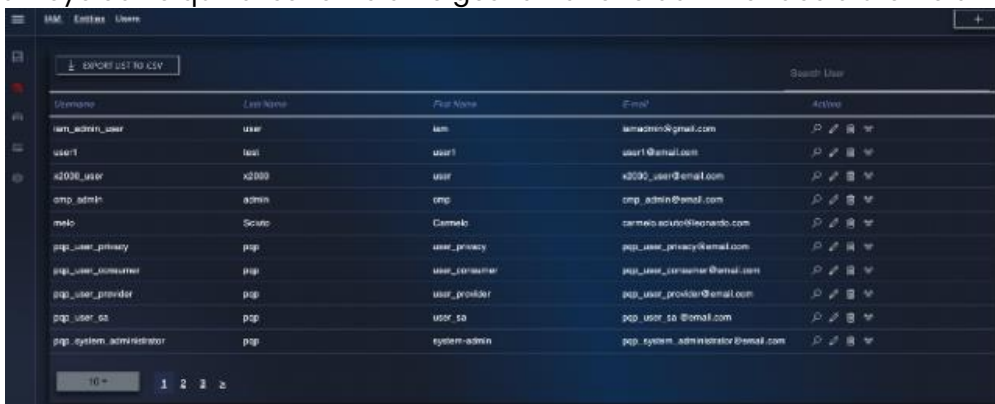 IAM Entities Users
+
EXPORT LIST TO CSV
Search User
Username Last Name First Name E-mail Actions
iam_admin_user user iam iamadmin@gmail.com
user1 test user1 user1@email.com
x2000_user x2000 user x2000_user@email.com
omp_admin admin omp omp_admin@email.com
melo Sciuto Carmelo carmelo.sciuto@leonardo.com
pqp_user_privacy pqp user_privacy pqp_user_privacy@email.com
pqp_user_consumer pqp user_consumer pqp_user_consumer@email.com
pqp_user_provider pqp user_provider pqp_user_provider@email.com
pqp_user_sa pqp user_sa pqp_user_sa@email.com
pqp_system_administrator pqp system-admin pqp_system_administrator@email.com
10 1 2 3 ≥